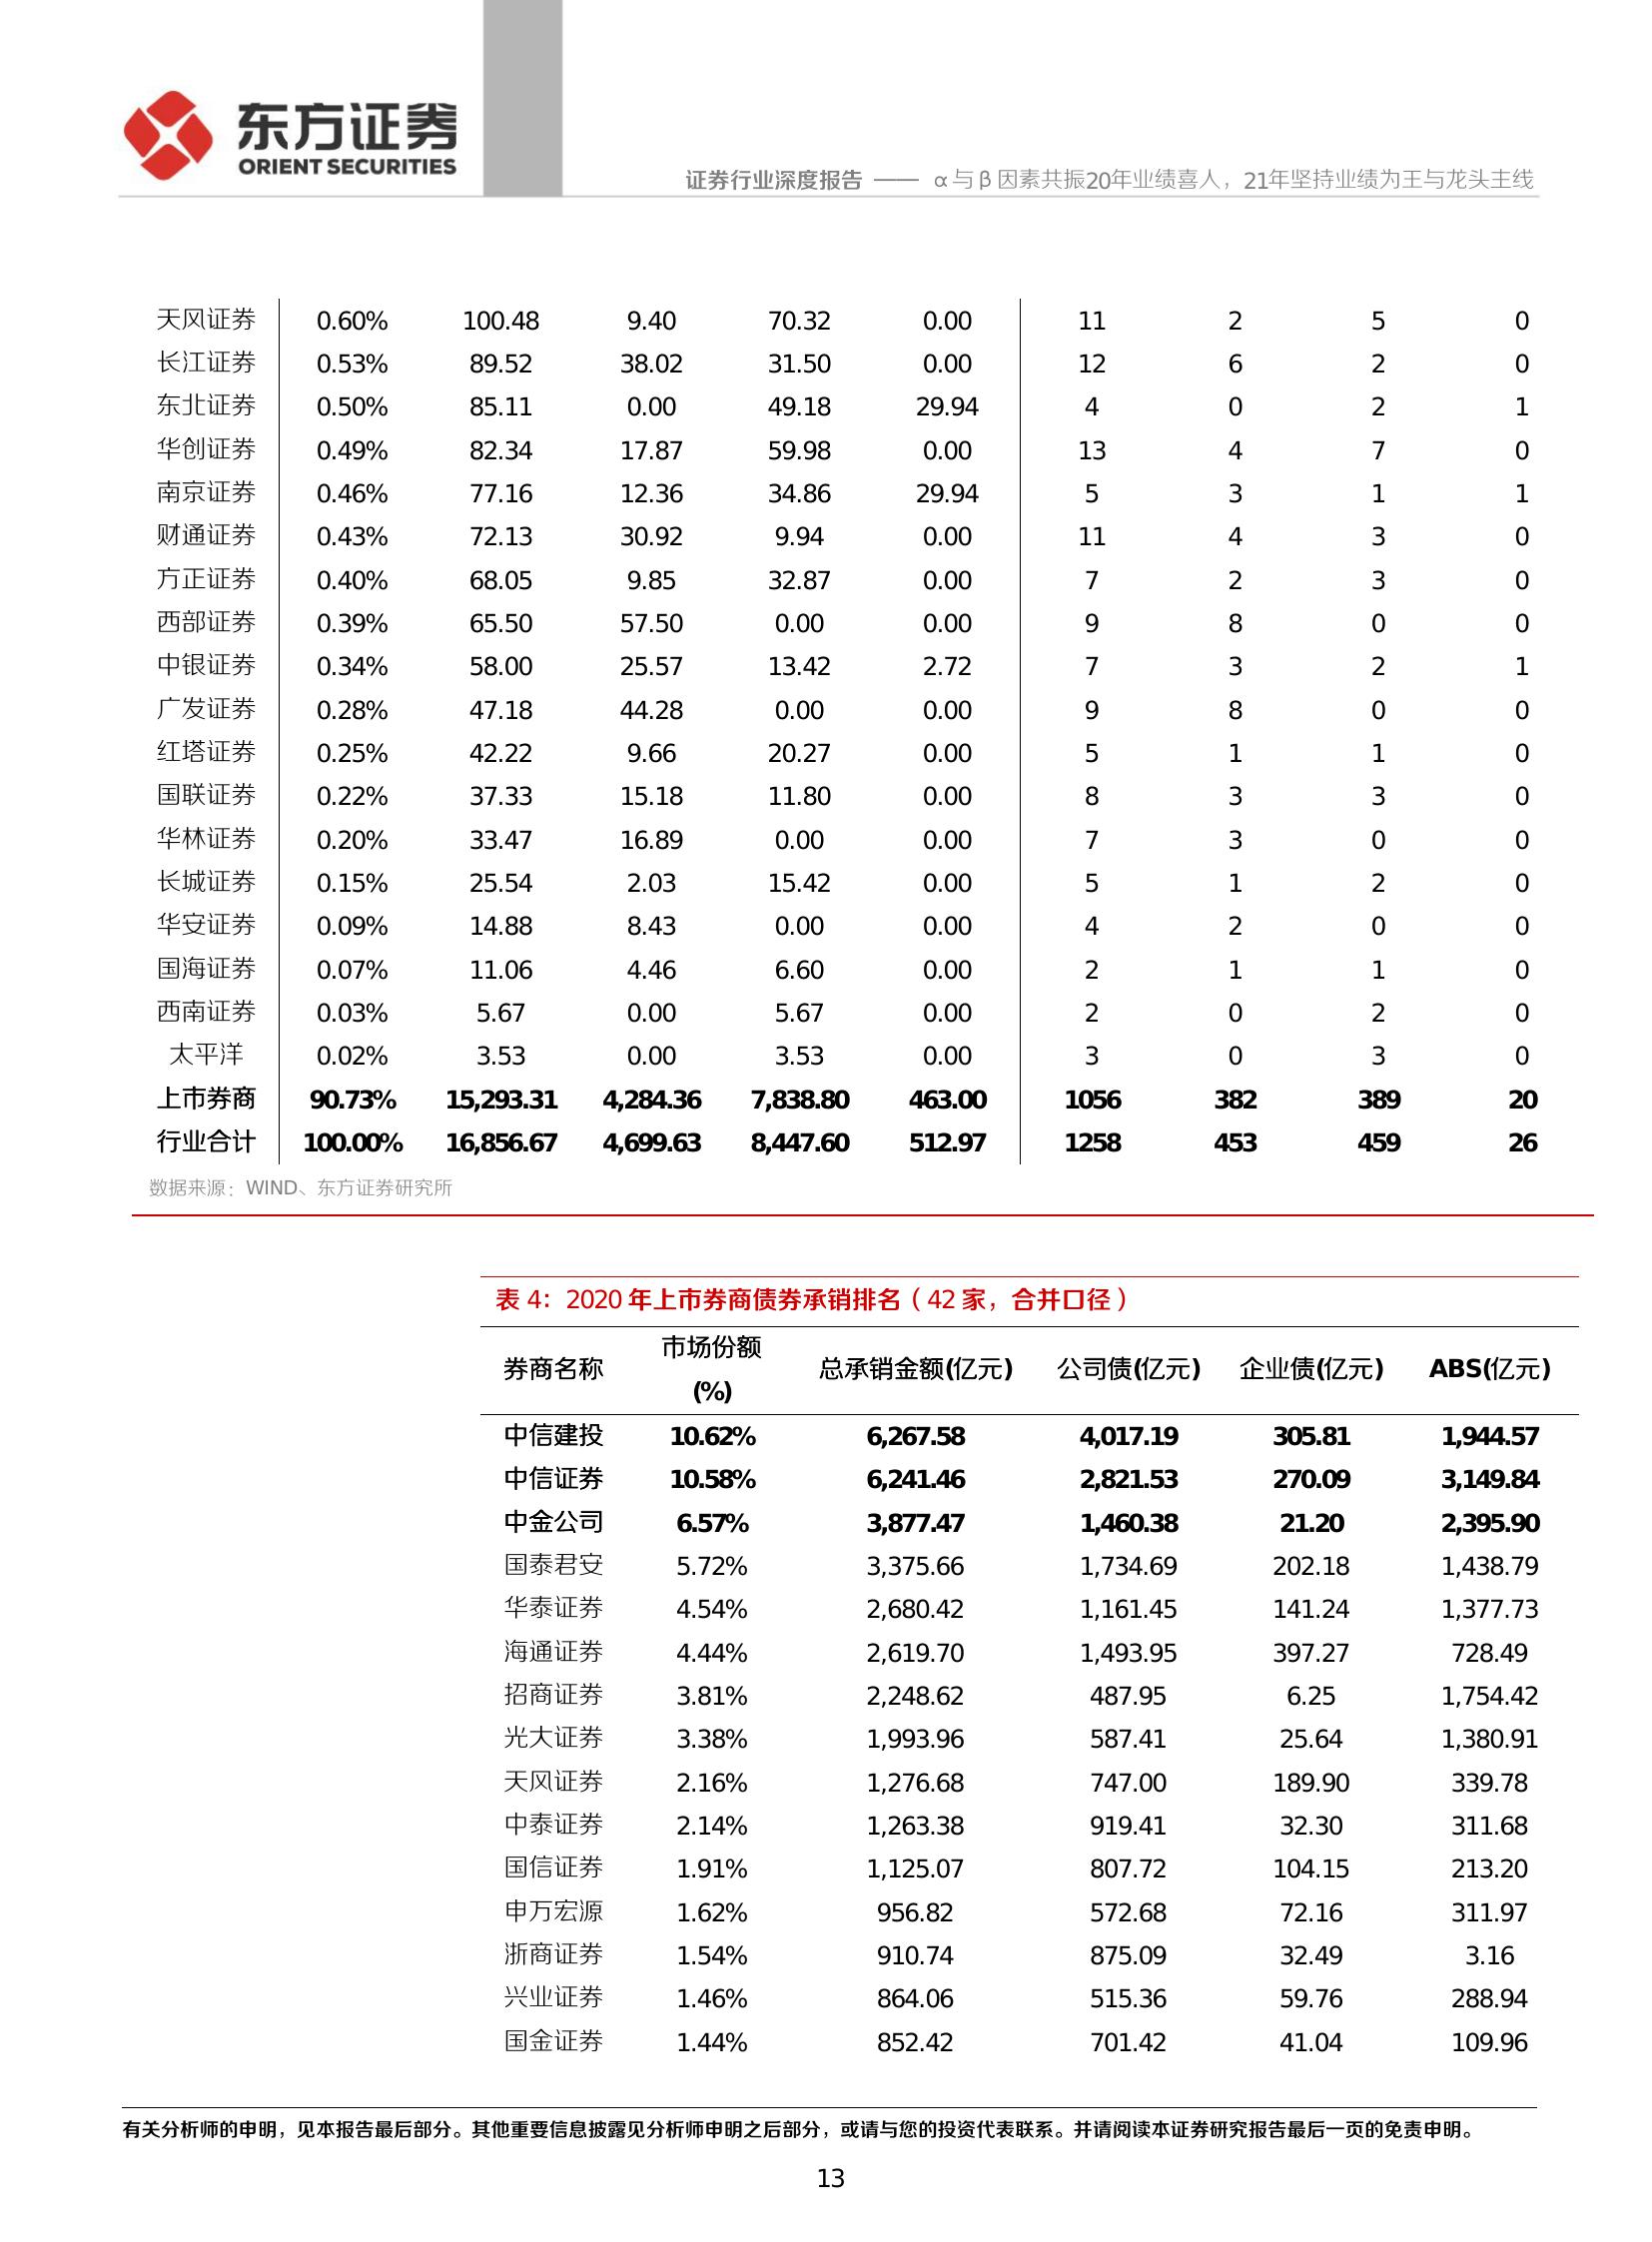 东方证券
ORIENT SECURITIES
证券行业深度报告 —— α与β因素共振20年业绩喜人，21年坚持业绩为王与龙头主线
天风证券 0.60% 100.48 9.40 70.32 0.00 11 2 5 0
长江证券 0.53% 89.52 38.02 31.50 0.00 12 6 2 0
东北证券 0.50% 85.11 0.00 49.18 29.94 4 0 2 1
华创证券 0.49% 82.34 17.87 59.98 0.00 13 4 7 0
南京证券 0.46% 77.16 12.36 34.86 29.94 5 3 1 1
财通证券 0.43% 72.13 30.92 9.94 0.00 11 4 3 0
方正证券 0.40% 68.05 9.85 32.87 0.00 7 2 3 0
西部证券 0.39% 65.50 57.50 0.00 0.00 9 8 0 0
中银证券 0.34% 58.00 25.57 13.42 2.72 7 3 2 1
广发证券 0.28% 47.18 44.28 0.00 0.00 9 8 0 0
红塔证券 0.25% 42.22 9.66 20.27 0.00 5 1 1 0
国联证券 0.22% 37.33 15.18 11.80 0.00 8 3 3 0
华林证券 0.20% 33.47 16.89 0.00 0.00 7 3 0 0
长城证券 0.15% 25.54 2.03 15.42 0.00 5 1 2 0
华安证券 0.09% 14.88 8.43 0.00 0.00 4 2 0 0
国海证券 0.07% 11.06 4.46 6.60 0.00 2 1 1 0
西南证券 0.03% 5.67 0.00 5.67 0.00 2 0 2 0
太平洋 0.02% 3.53 0.00 3.53 0.00 3 0 3 0
上市券商 90.73% 15,293.31 4,284.36 7,838.80 463.00 1056 382 389 20
行业合计 100.00% 16,856.67 4,699.63 8,447.60 512.97 1258 453 459 26
数据来源：WIND、东方证券研究所
表 4：2020 年上市券商债券承销排名（42 家，合并口径）
券商名称 市场份额(%) 总承销金额(亿元) 公司债(亿元) 企业债(亿元) ABS(亿元)
中信建投 10.62% 6,267.58 4,017.19 305.81 1,944.57
中信证券 10.58% 6,241.46 2,821.53 270.09 3,149.84
中金公司 6.57% 3,877.47 1,460.38 21.20 2,395.90
国泰君安 5.72% 3,375.66 1,734.69 202.18 1,438.79
华泰证券 4.54% 2,680.42 1,161.45 141.24 1,377.73
海通证券 4.44% 2,619.70 1,493.95 397.27 728.49
招商证券 3.81% 2,248.62 487.95 6.25 1,754.42
光大证券 3.38% 1,993.96 587.41 25.64 1,380.91
天风证券 2.16% 1,276.68 747.00 189.90 339.78
中泰证券 2.14% 1,263.38 919.41 32.30 311.68
国信证券 1.91% 1,125.07 807.72 104.15 213.20
申万宏源 1.62% 956.82 572.68 72.16 311.97
浙商证券 1.54% 910.74 875.09 32.49 3.16
兴业证券 1.46% 864.06 515.36 59.76 288.94
国金证券 1.44% 852.42 701.42 41.04 109.96
有关分析师的申明，见本报告最后部分。其他重要信息披露见分析师申明之后部分，或请与您的投资代表联系。并请阅读本证券研究报告最后一页的免责申明。
13